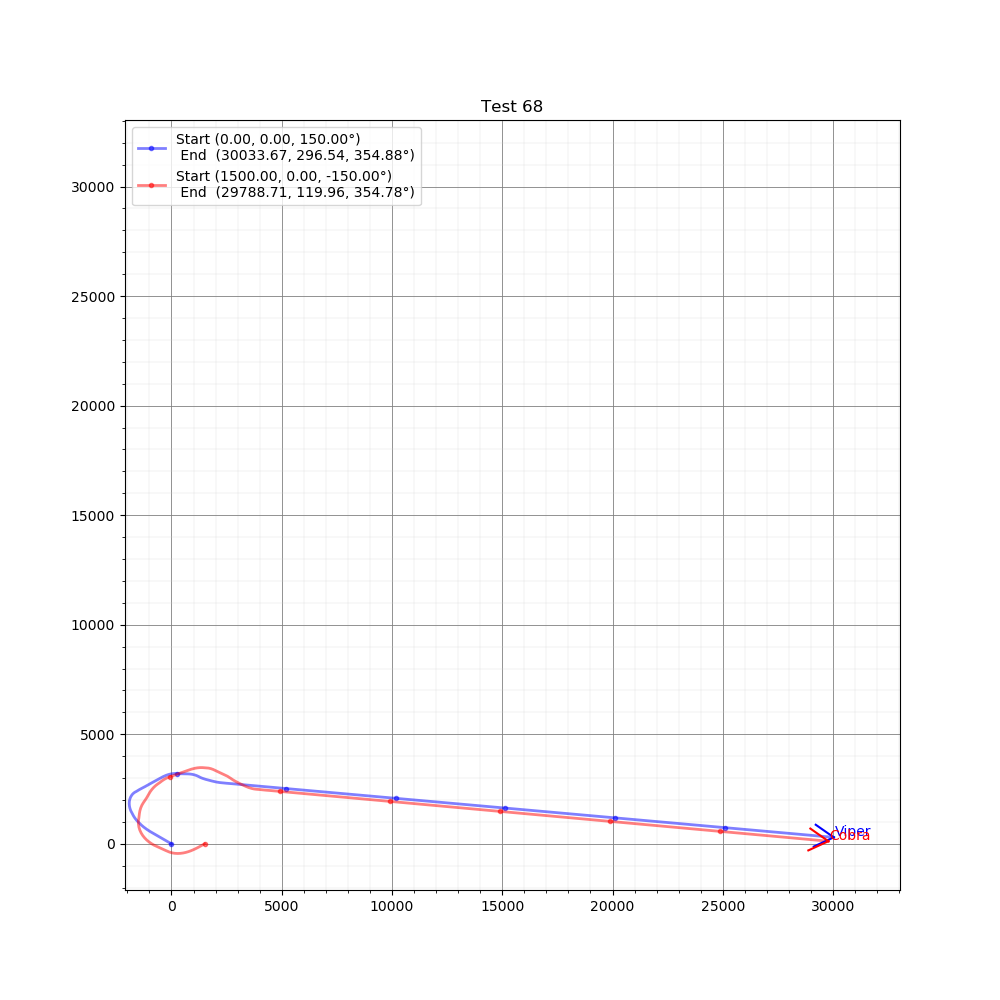 Test 68
Start (0.00, 0.00, 150.00°)
End (30033.67, 296.54, 354.88°)
Start (1500.00, 0.00, -150.00°)
End (29788.71, 119.96, 354.78°)
30000
25000
20000
15000
10000
5000
0
Viper
Cobra
0
5000
10000
15000
20000
25000
30000